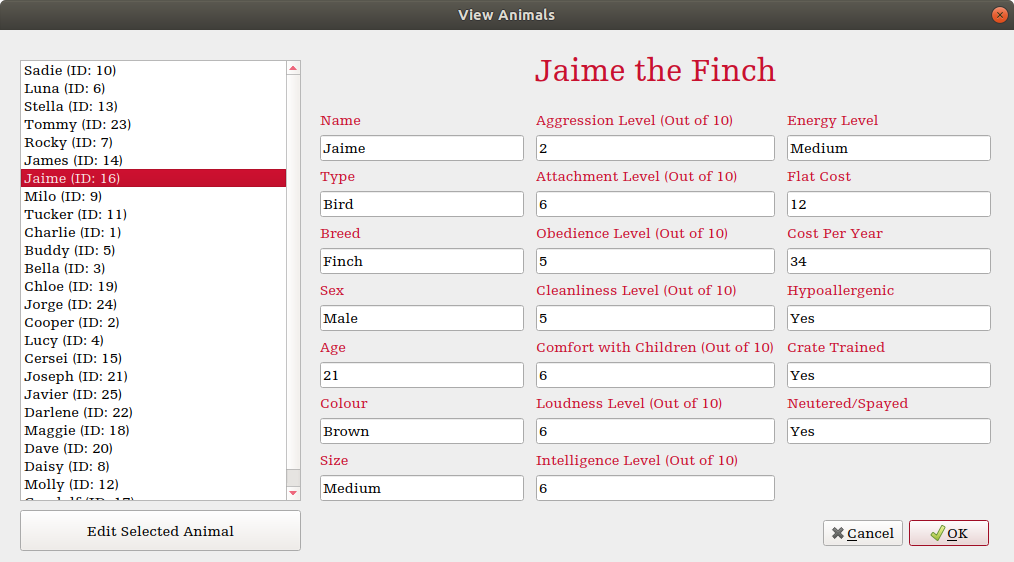 View Animals
Sadie (ID: 10)
Luna (ID: 6)
Stella (ID: 13)
Tommy (ID: 23)
Rocky (ID: 7)
James (ID: 14)
Jaime (ID: 16)
Milo (ID: 9)
Tucker (ID: 11)
Charlie (ID: 1)
Buddy (ID: 5)
Bella (ID: 3)
Chloe (ID: 19)
Jorge (ID: 24)
Cooper (ID: 2)
Lucy (ID: 4)
Cersei (ID: 15)
Joseph (ID: 21)
Javier (ID: 25)
Darlene (ID: 22)
Maggie (ID: 18)
Dave (ID: 20)
Daisy (ID: 8)
Molly (ID: 12)
Edit Selected Animal
Jaime the Finch
Name
Jaime
Type
Bird
Breed
Finch
Sex
Male
Age
21
Colour
Brown
Size
Medium
Aggression Level (Out of 10)
2
Attachment Level (Out of 10)
6
Obedience Level (Out of 10)
5
Cleanliness Level (Out of 10)
5
Comfort with Children (Out of 10)
6
Loudness Level (Out of 10)
6
Intelligence Level (Out of 10)
6
Energy Level
Medium
Flat Cost
12
Cost Per Year
34
Hypoallergenic
Yes
Crate Trained
Yes
Neutered/Spayed
Yes
Cancel
OK